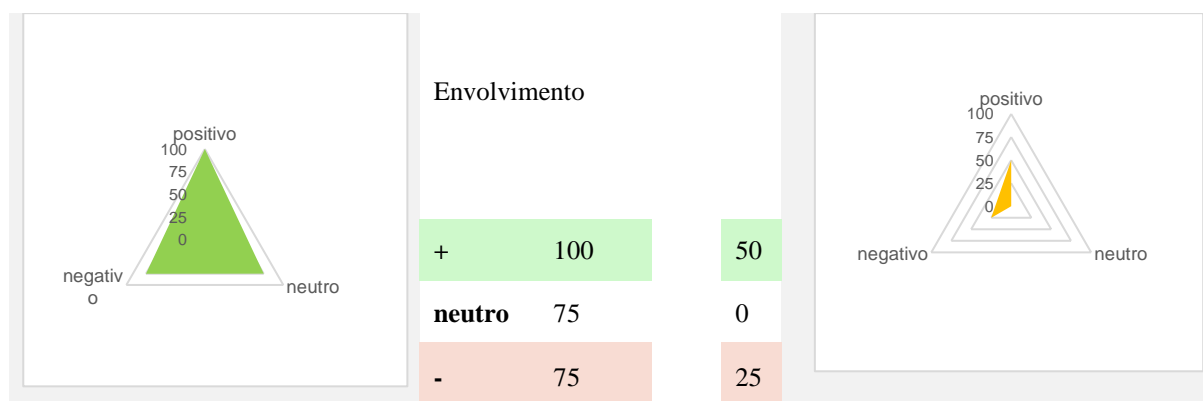 positivo
100
75
50
25
0
negativ
o
neutro
Envolvimento
+ 100 50
neutro 75 0
- 75 25
positivo
100
75
50
25
0
negativo
neutro